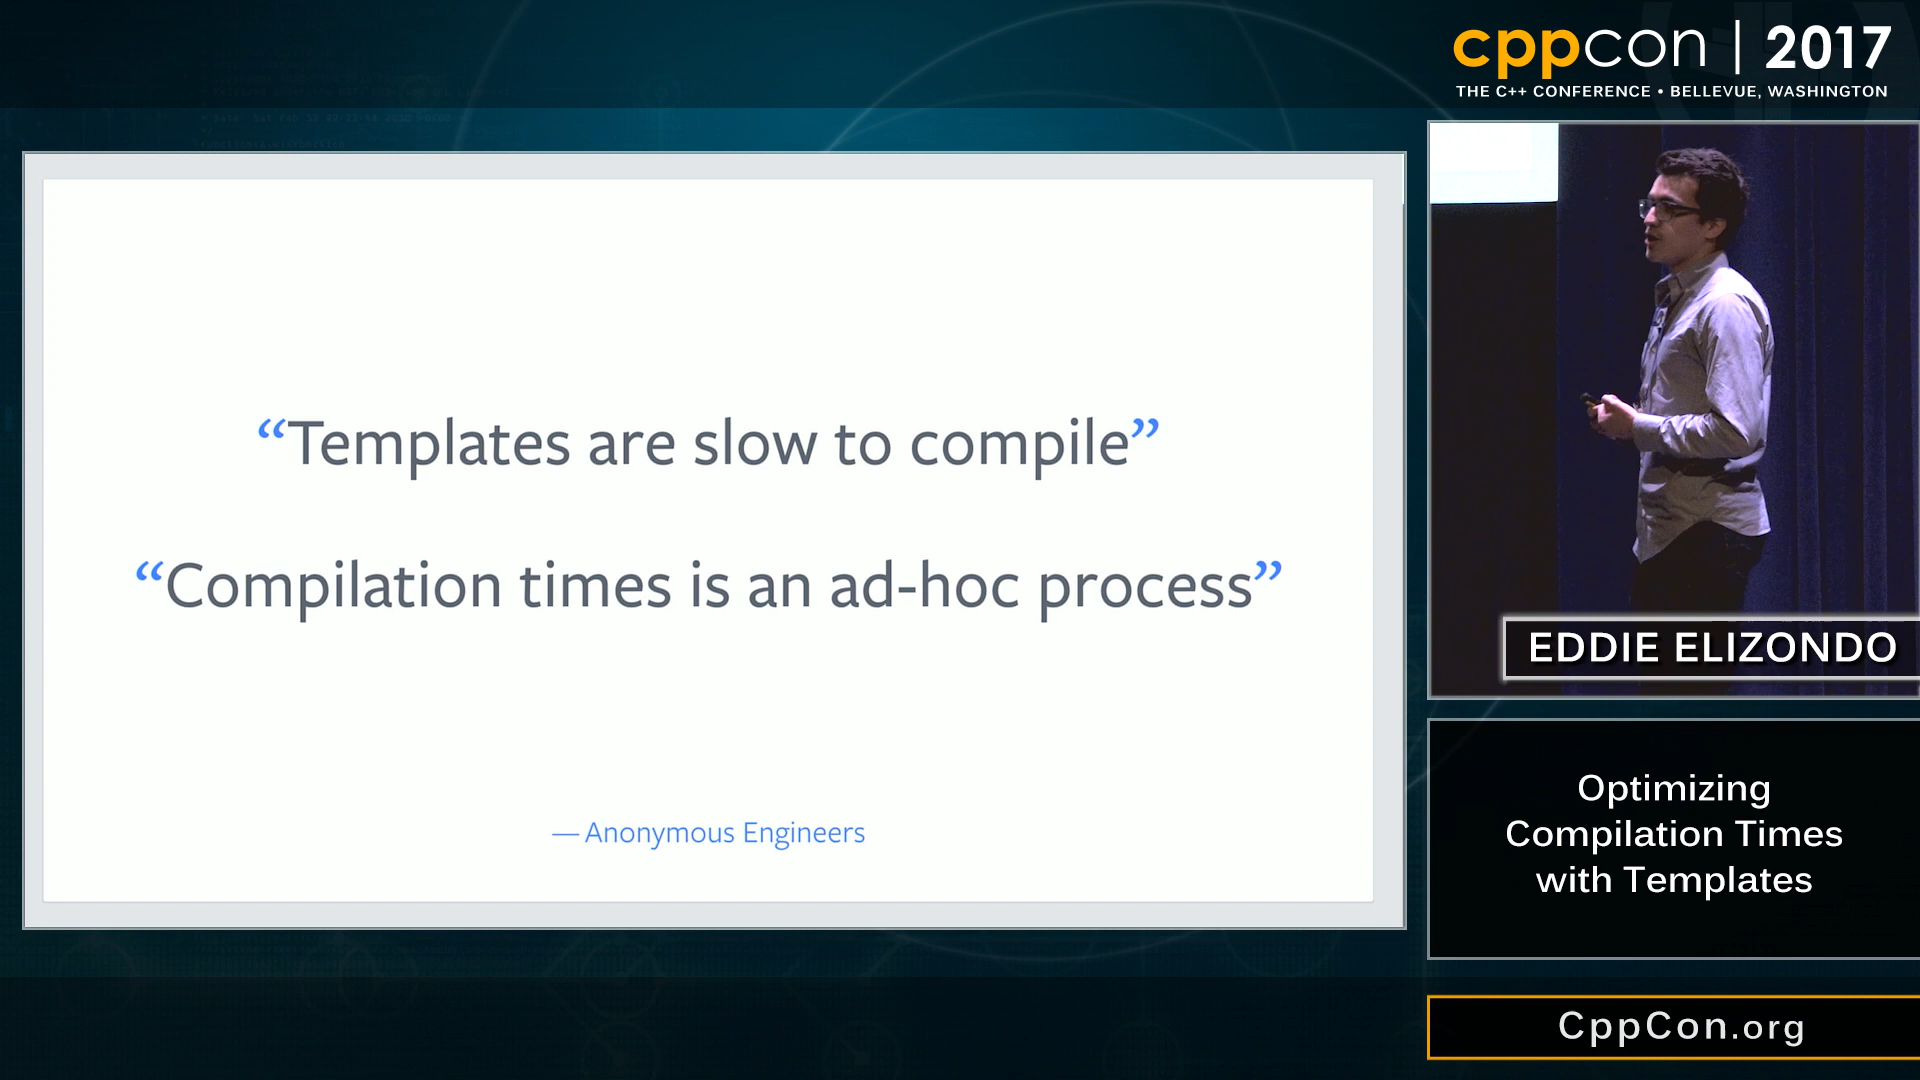 cppcon | 2017
THE C++ CONFERENCE • BELLEVUE, WASHINGTON
“Templates are slow to compile”
“Compilation times is an ad-hoc process”
— Anonymous Engineers
EDDIE ELIZONDO
Optimizing
Compilation Times
with Templates
CppCon.org